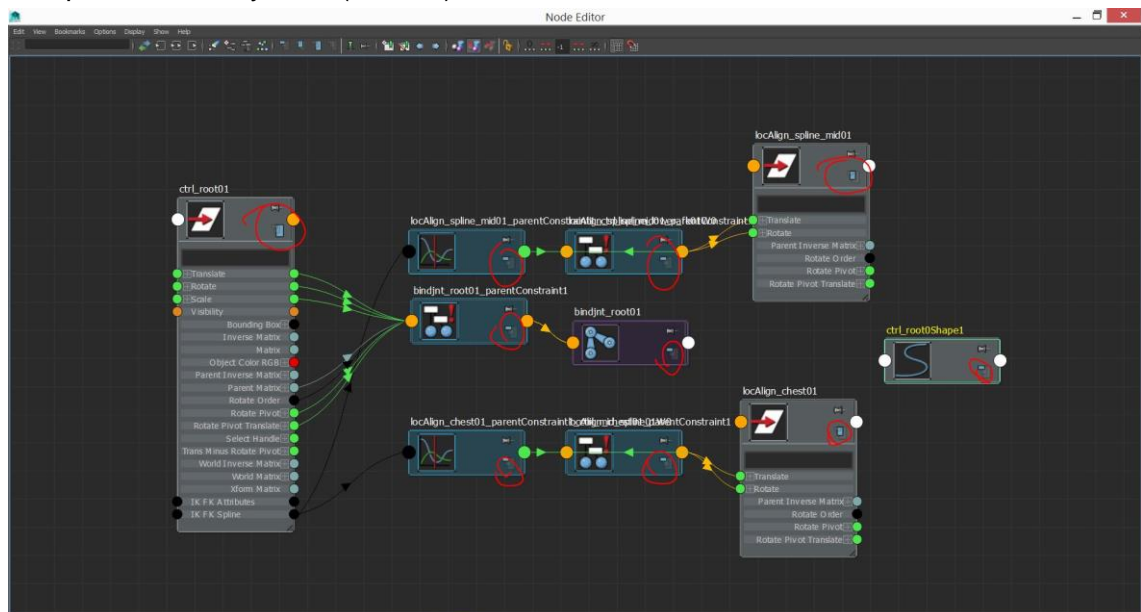 Node Editor
Edit View Bookmarks Options Display Show Help
locAlign_spline_mid01
Translate
Rotate
Parent Inverse Matrix
Rotate Order
Rotate Pivot
Rotate Pivot Translate
ctrl_root01
Translate
Rotate
Scale
Visibility
Bounding Box
Inverse Matrix
Matrix
Object Color RGB
Parent Inverse Matrix
Parent Matrix
Rotate Order
Rotate Pivot
Rotate Pivot Translate
Select Handle
Trans Minus Rotate Pivot
World Inverse Matrix
World Matrix
Xform Matrix
IK FK Attributes
IK FK Spline
bindJnt_root01_parentConstraint1
bindJnt_root01
ctrl_root0Shape1
locAlign_chest01
Translate
Rotate
Parent Inverse Matrix
Rotate Order
Rotate Pivot
Rotate Pivot Translate